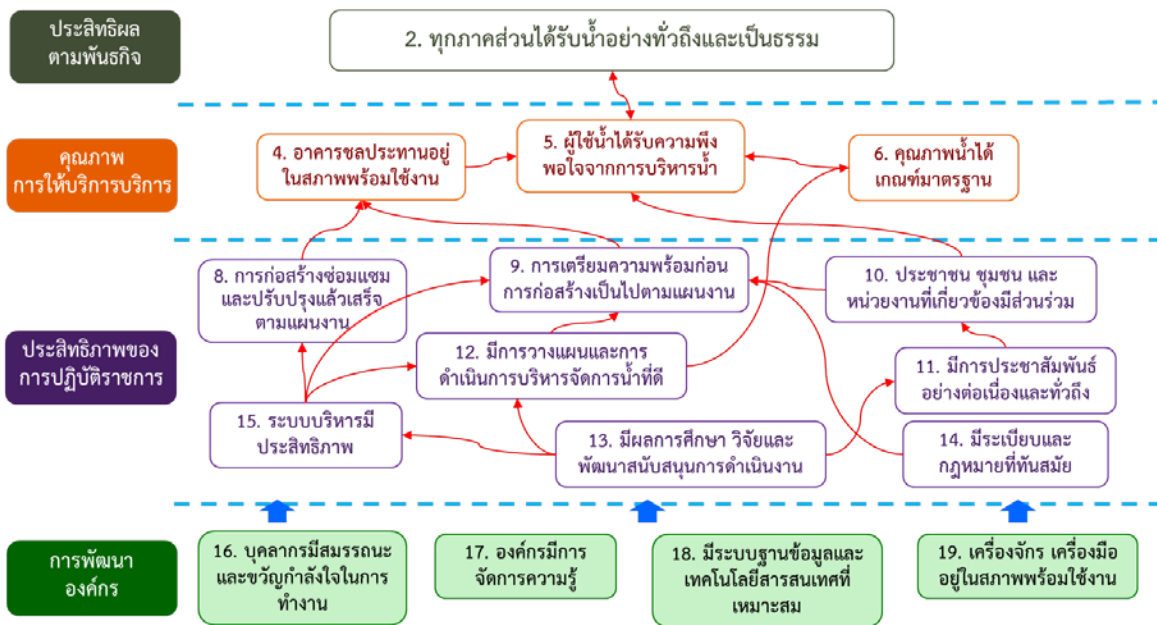 ประสิทธิผล
ตามพันธกิจ
2. ทุกภาคส่วนได้รับน้ำอย่างทั่วถึงและเป็นธรรม
คุณภาพ
การให้บริการบริการ
4. อาคารชลประทานอยู่
ในสภาพพร้อมใช้งาน
5. ผู้ใช้น้ำได้รับความพึง
พอใจจากการบริหารน้ำ
6. คุณภาพน้ำได้
เกณฑ์มาตรฐาน
ประสิทธิภาพของ
การปฏิบัติราชการ
8. การก่อสร้างซ่อมแซม
และปรับปรุงแล้วเสร็จ
ตามแผนงาน
9. การเตรียมความพร้อมก่อน
การก่อสร้างเป็นไปตามแผนงาน
10. ประชาชน ชุมชน และ
หน่วยงานที่เกี่ยวข้องมีส่วนร่วม
12. มีการวางแผนและการ
ดำเนินการบริหารจัดการน้ำที่ดี
11. มีการประชาสัมพันธ์
อย่างต่อเนื่องและทั่วถึง
15. ระบบบริหารมี
ประสิทธิภาพ
13. มีผลการศึกษา วิจัยและ
พัฒนาสนับสนุนการดำเนินงาน
14. มีระเบียบและ
กฎหมายที่ทันสมัย
การพัฒนา
องค์กร
16. บุคลากรมีสมรรถนะ
และขวัญกำลังใจในการ
ทำงาน
17. องค์กรมีการ
จัดการความรู้
18. มีระบบฐานข้อมูลและ
เทคโนโลยีสารสนเทศที่
เหมาะสม
19. เครื่องจักร เครื่องมือ
อยู่ในสภาพพร้อมใช้งาน